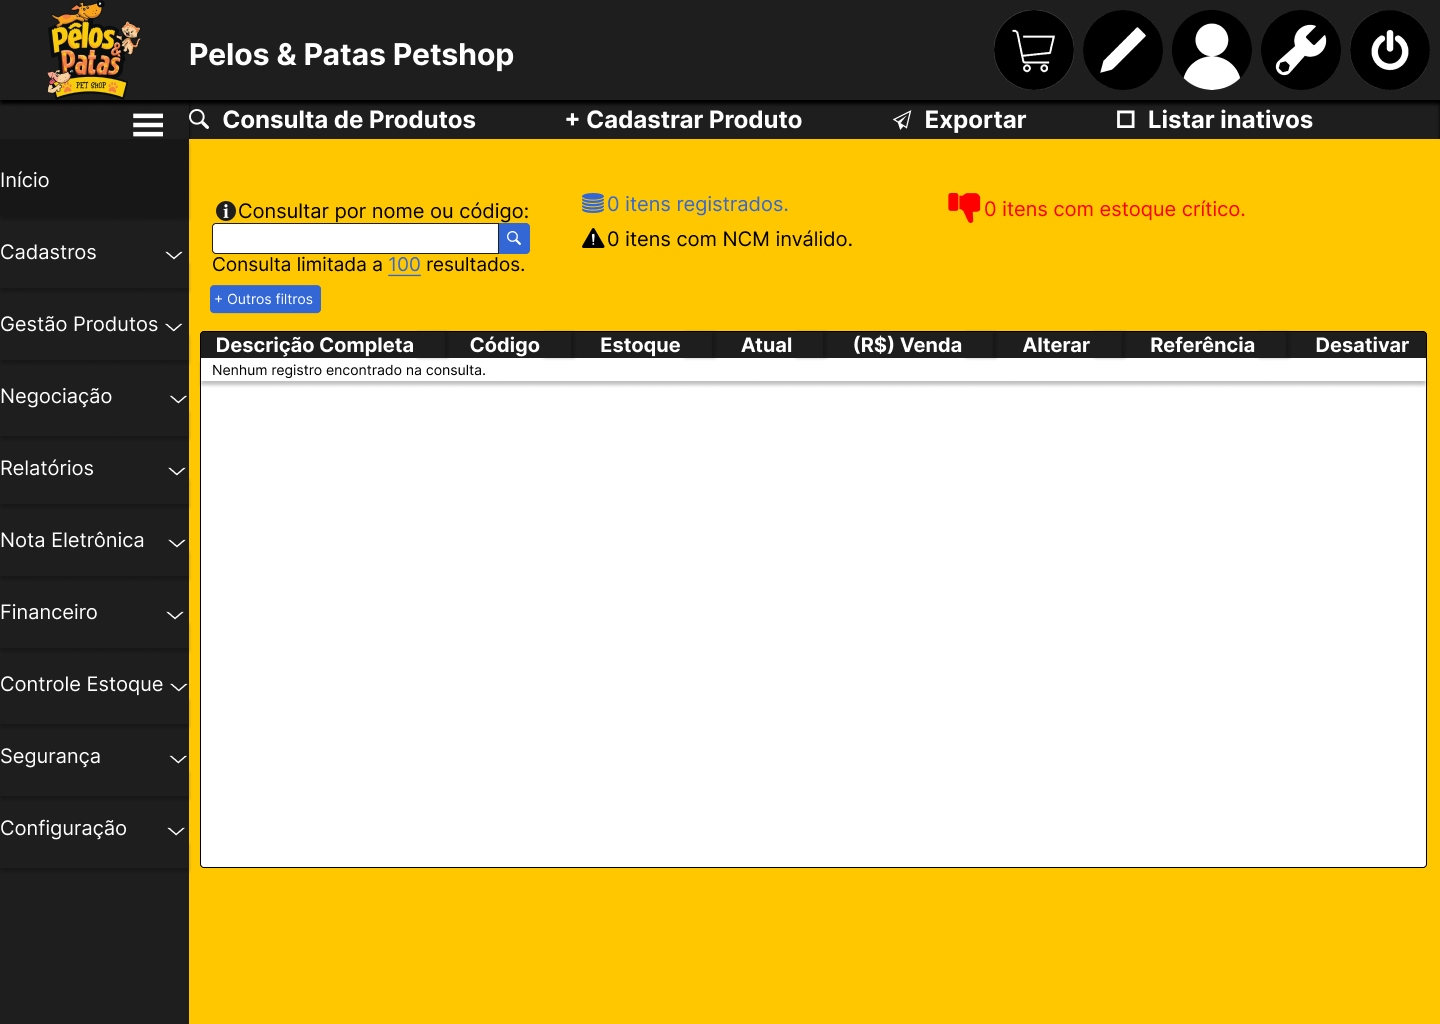 Pêlos
&
Patas
PET SHOP
Pelos & Patas Petshop
Consulta de Produtos
+ Cadastrar Produto
Exportar
Listar inativos
Início
Cadastros
Gestão Produtos
Negociação
Relatórios
Nota Eletrônica
Financeiro
Controle Estoque
Segurança
Configuração
Consultar por nome ou código:
Consulta limitada a 100 resultados.
+ Outros filtros
0 itens registrados.
0 itens com NCM inválido.
0 itens com estoque crítico.
Descrição Completa Código Estoque Atual (R$) Venda Alterar Referência Desativar
Nenhum registro encontrado na consulta.